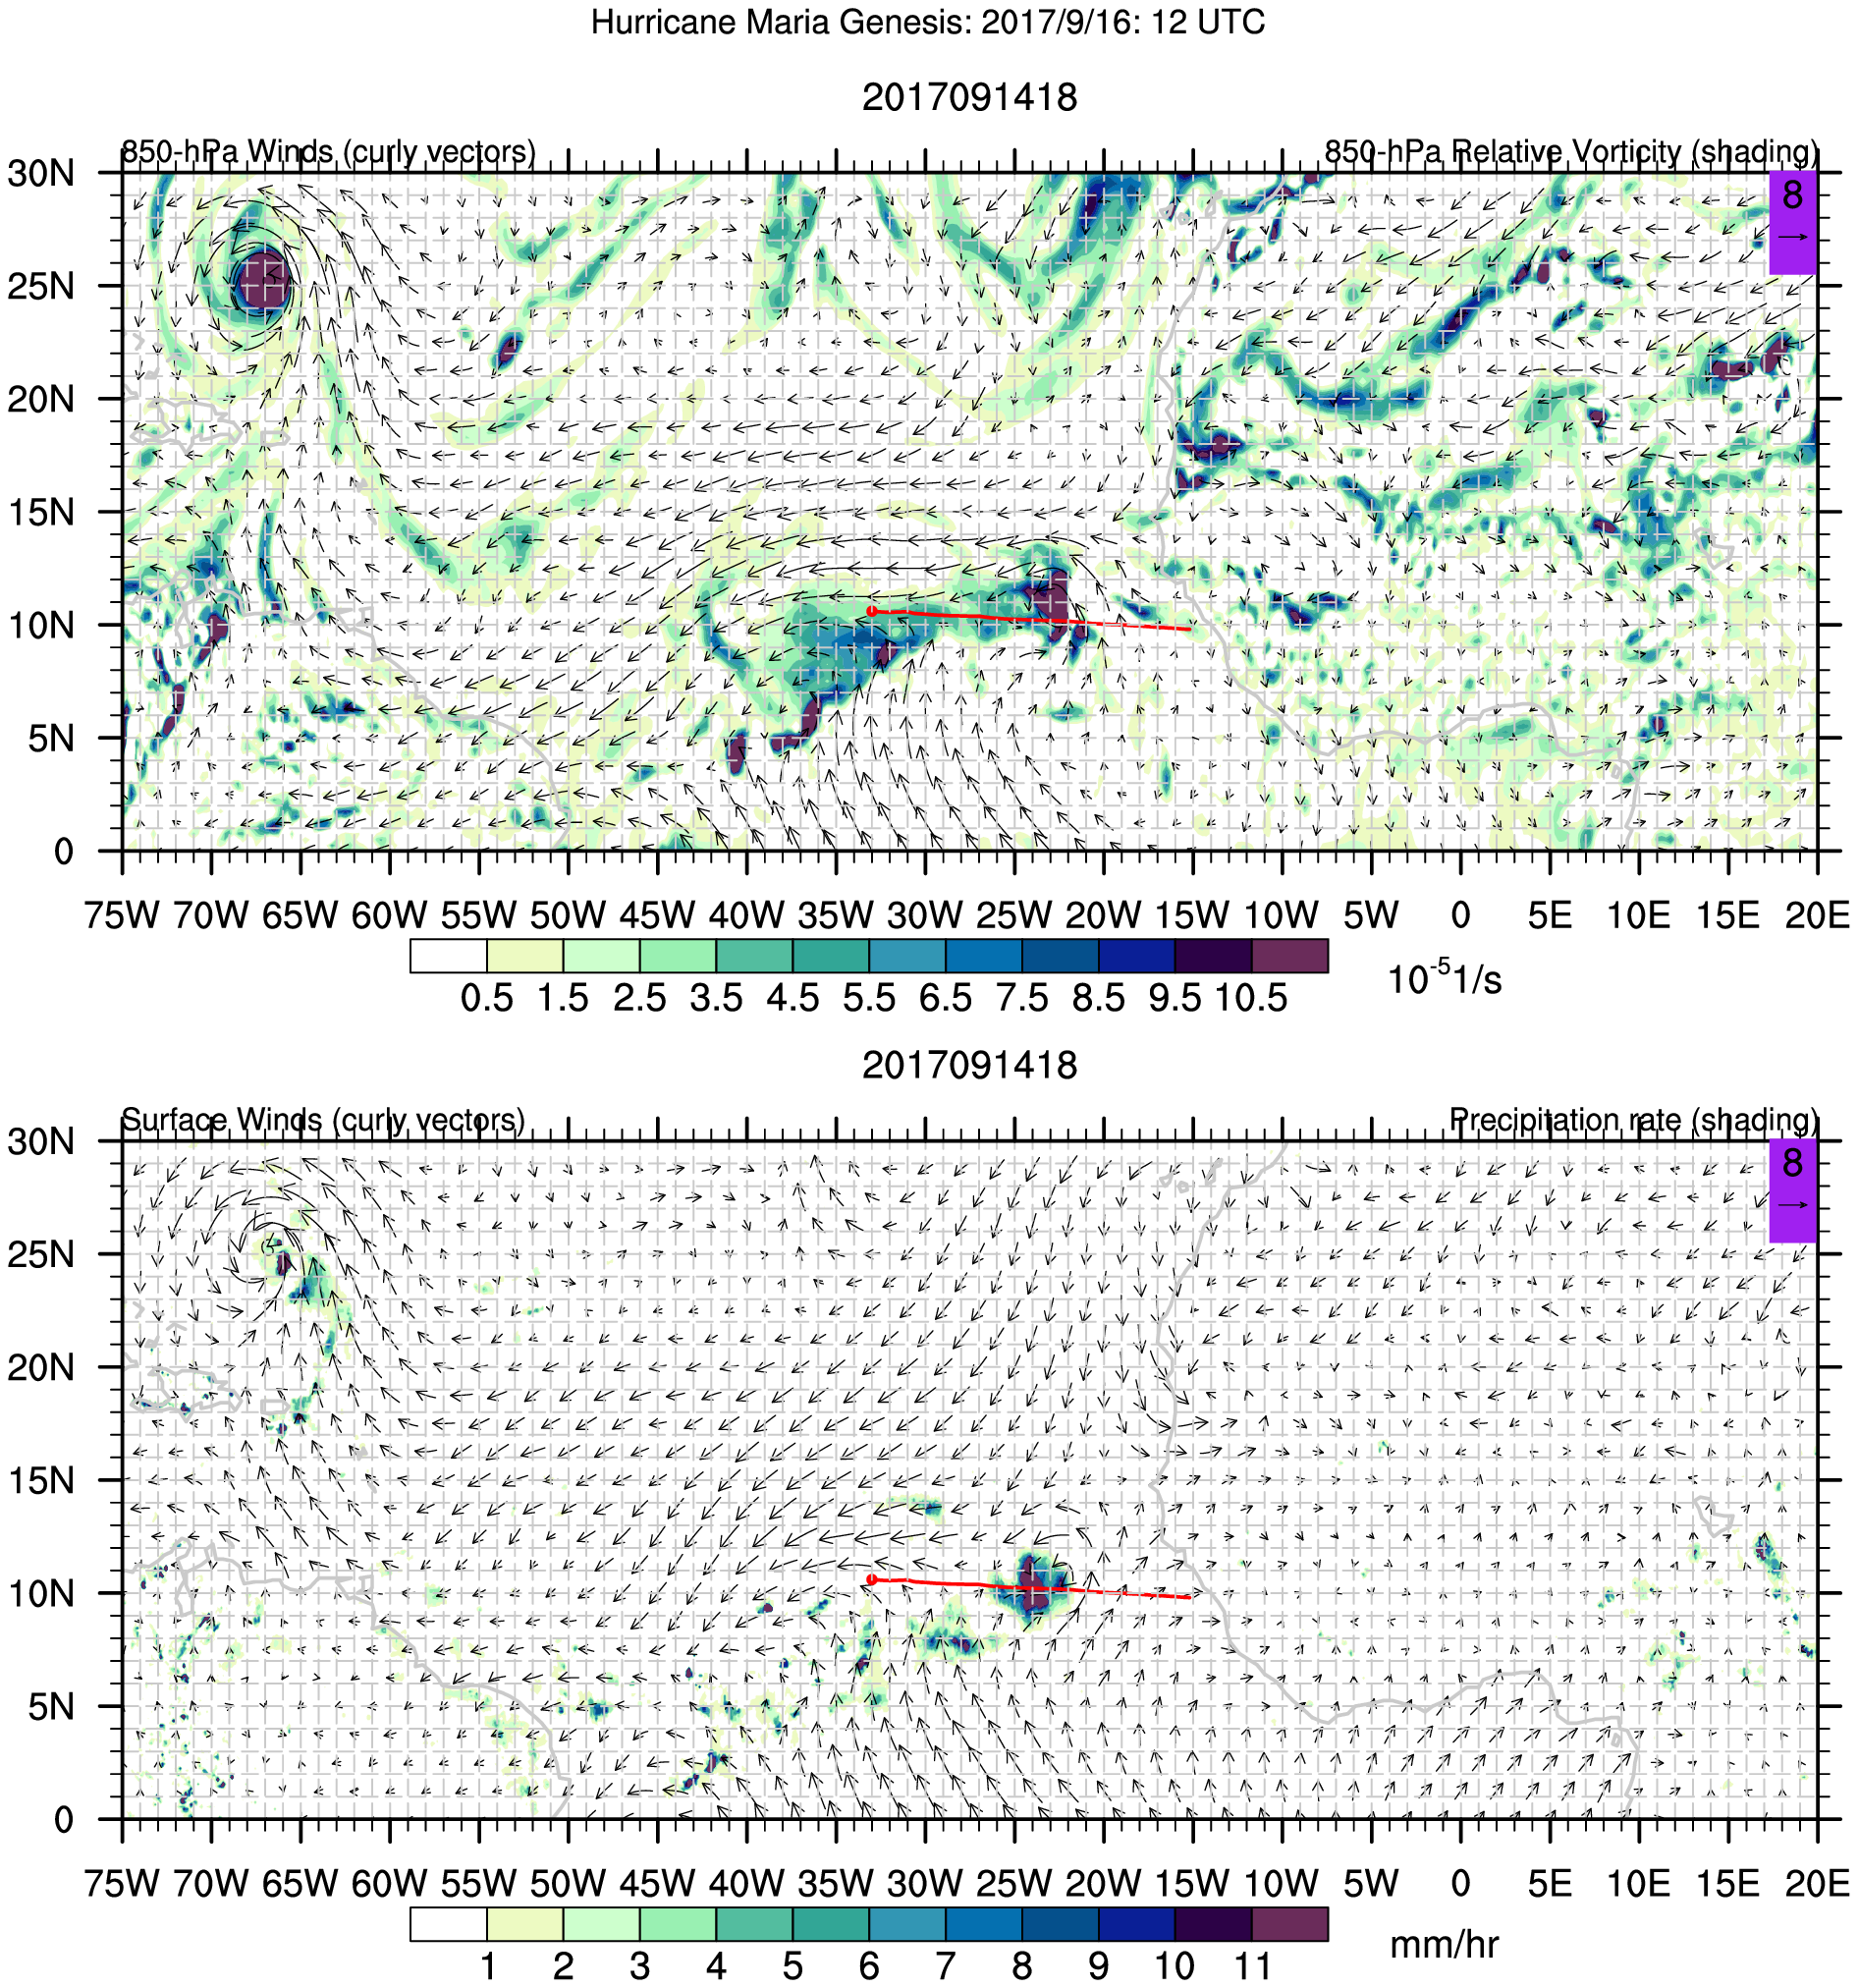 Hurricane Maria Genesis: 2017/9/16: 12 UTC
2017091418
850-hPa Winds (curly vectors) 850-hPa Relative Vorticity (shading)
8
30N
25N
20N
15N
10N
5N
0
75W 70W 65W 60W 55W 50W 45W 40W 35W 30W 25W 20W 15W 10W 5W 0 5E 10E 15E 20E
0.5 1.5 2.5 3.5 4.5 5.5 6.5 7.5 8.5 9.5 10.5
10⁻⁵1/s
2017091418
Surface Winds (curly vectors) Precipitation rate (shading)
8
30N
25N
20N
15N
10N
5N
0
75W 70W 65W 60W 55W 50W 45W 40W 35W 30W 25W 20W 15W 10W 5W 0 5E 10E 15E 20E
1 2 3 4 5 6 7 8 9 10 11
mm/hr